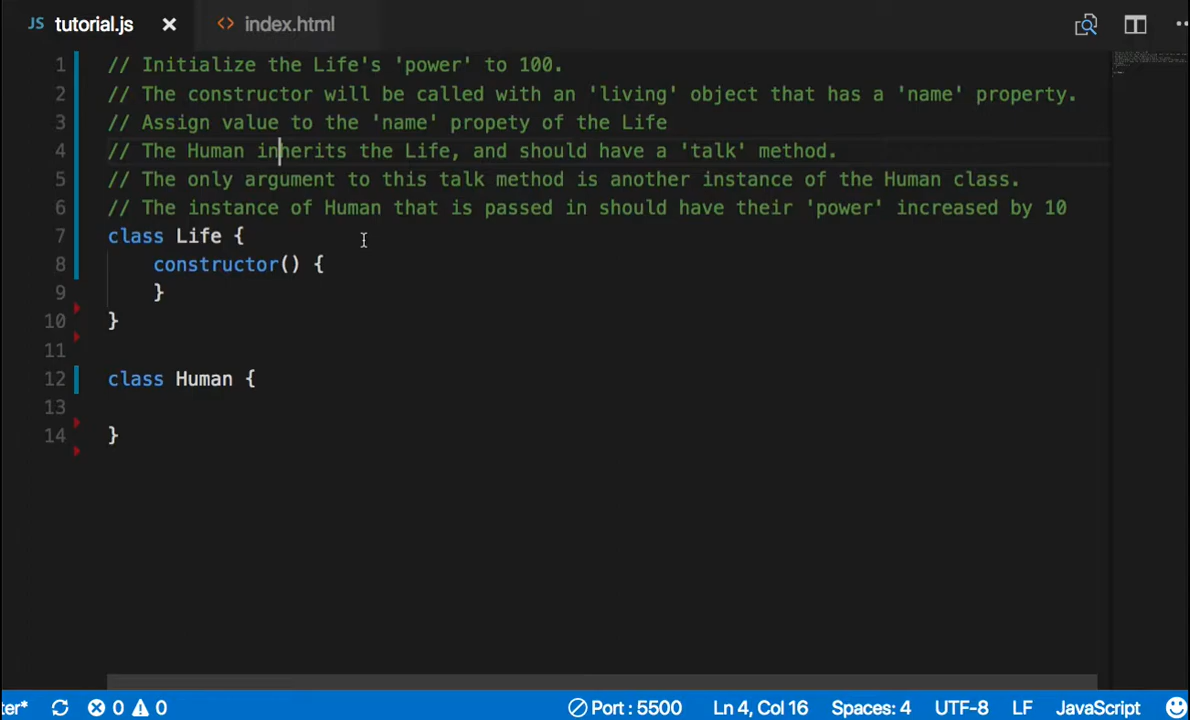 JS tutorial.js × <> index.html
1 // Initialize the Life's 'power' to 100.
2 // The constructor will be called with an 'living' object that has a 'name' property.
3 // Assign value to the 'name' propety of the Life
4 // The Human inherits the Life, and should have a 'talk' method.
5 // The only argument to this talk method is another instance of the Human class.
6 // The instance of Human that is passed in should have their 'power' increased by 10
7 class Life {
8 constructor() {
9 }
10 }
11
12 class Human {
13
14 }
ter* 0 0 Port : 5500 Ln 4, Col 16 Spaces: 4 UTF-8 LF JavaScript